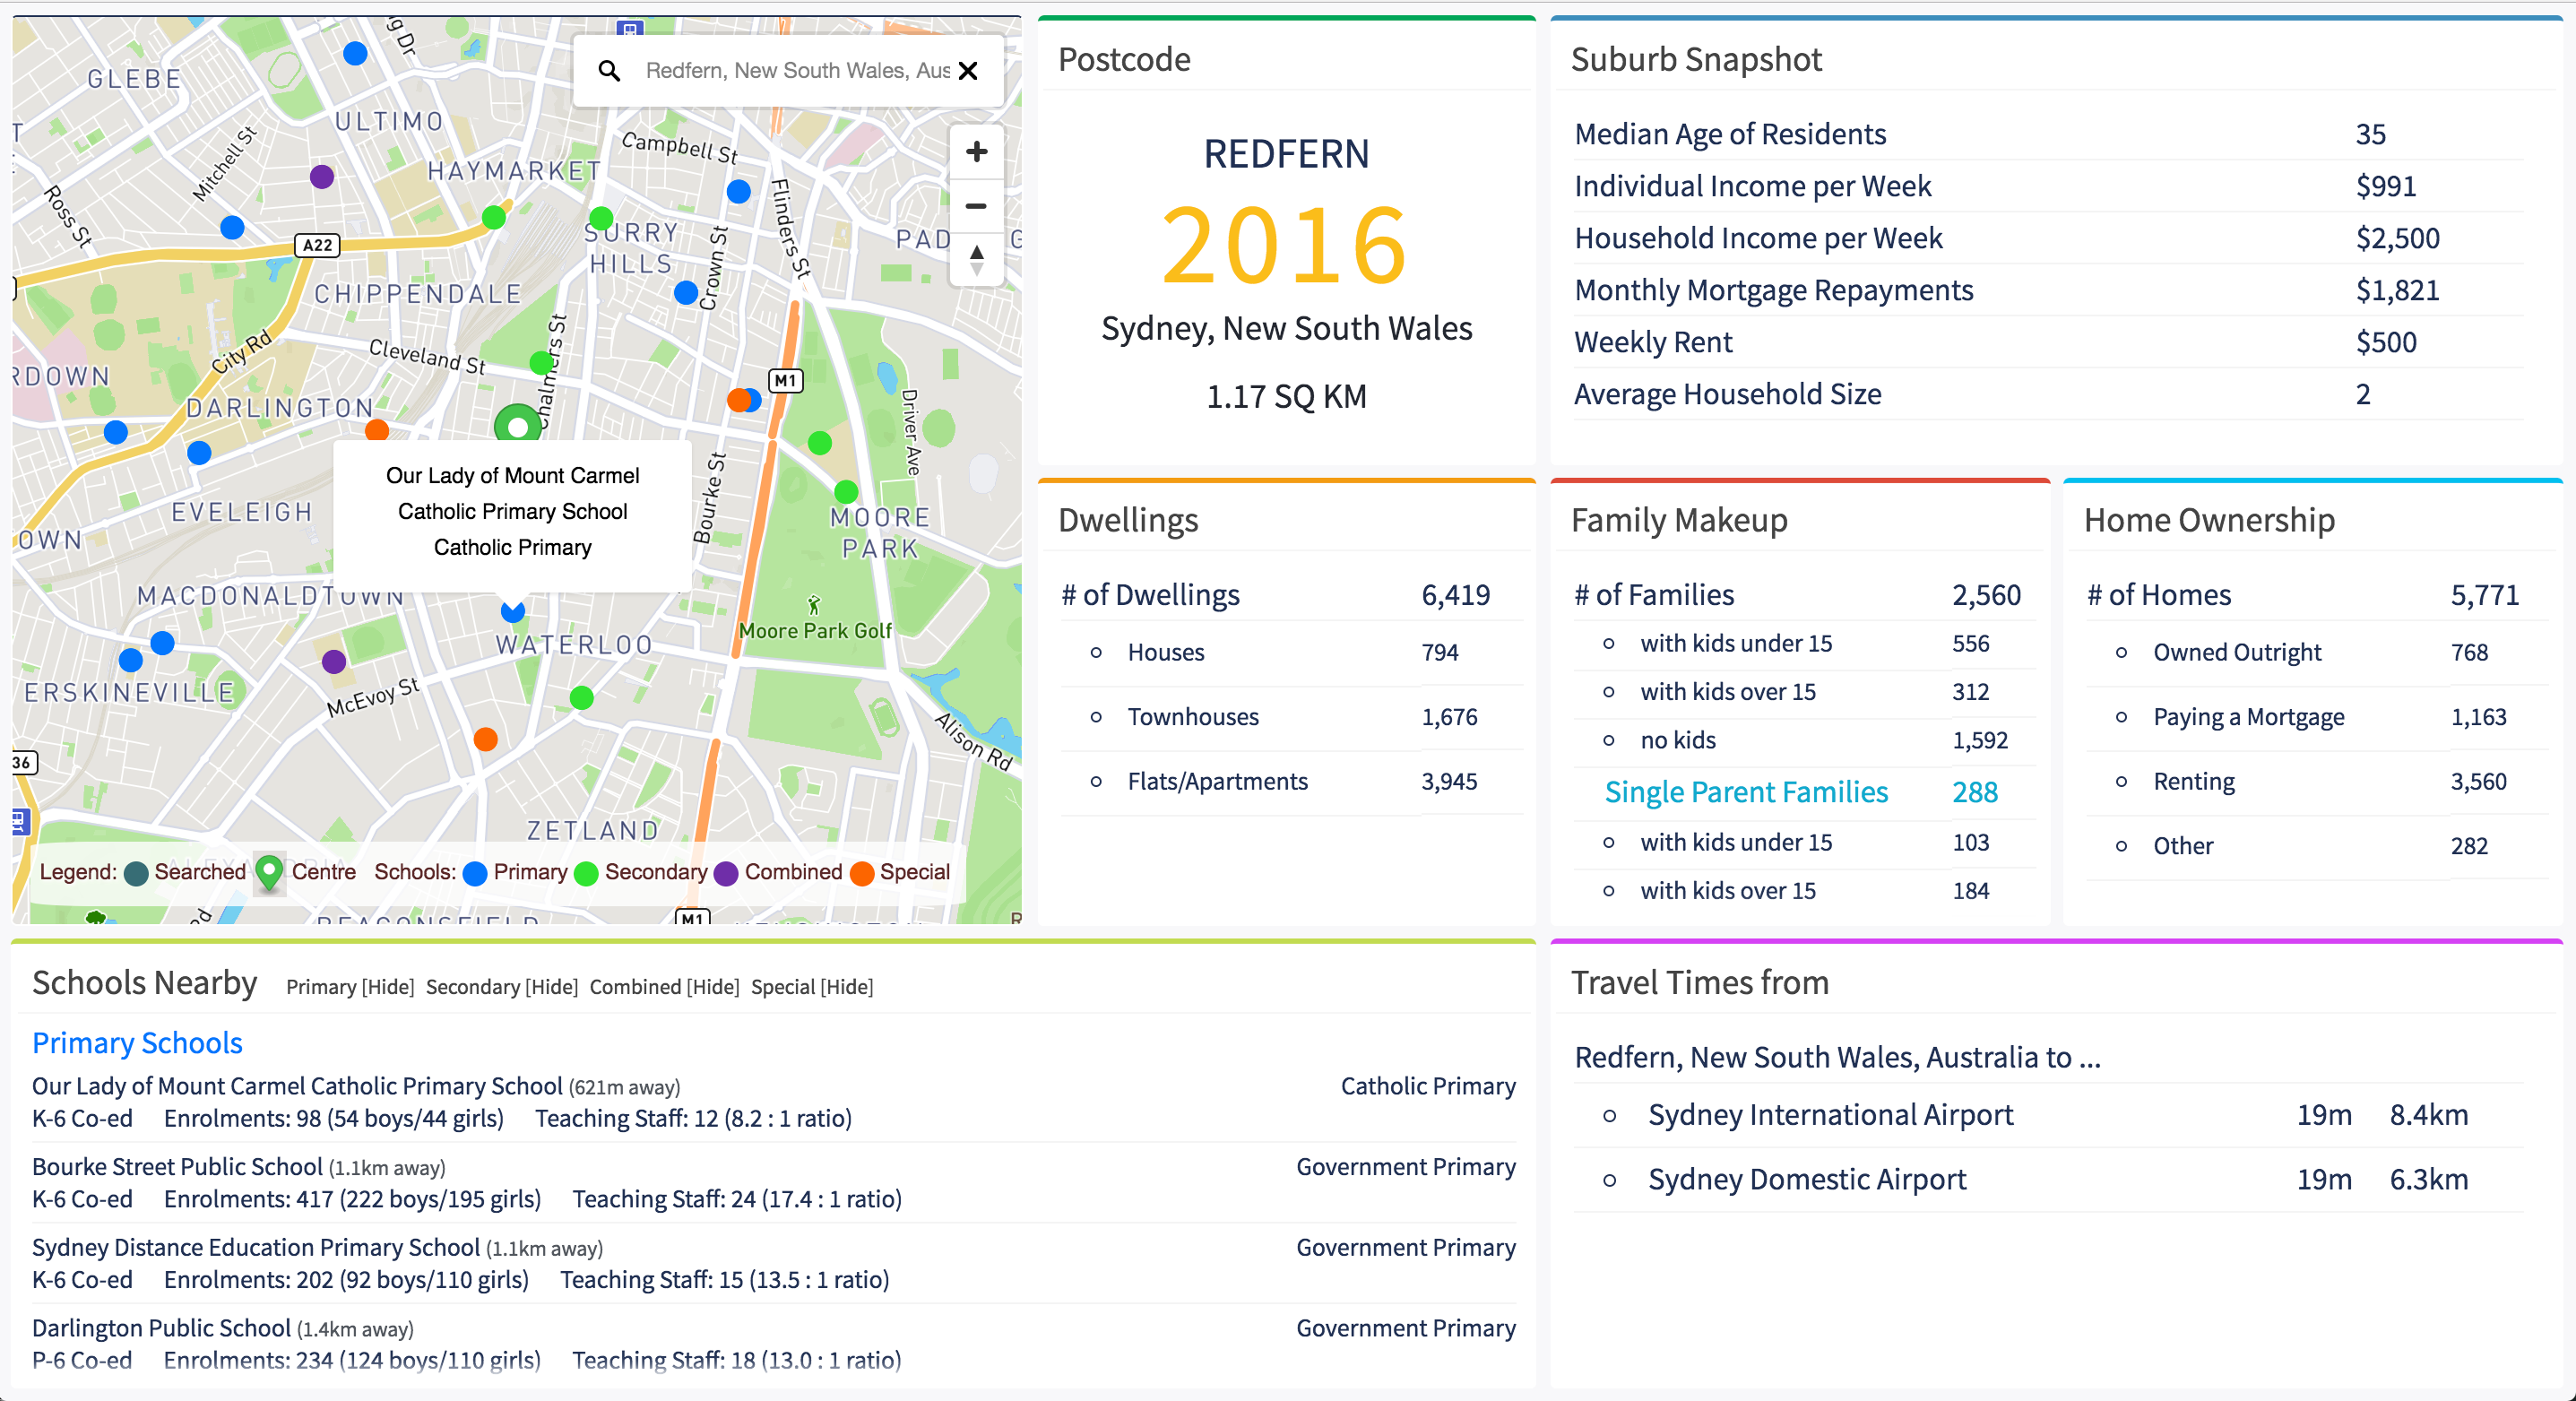 GLEBE
ng Dr
Redfern, New South Wales, Aus
ULTIMO
Mitchell St
Campbell St
HAYMARKET
Ross St
Flinders St
A22
SURRY
HILLS
PAD
G
Crown St
CHIPPENDALE
City Rd
Cleveland St
Chalmers St
M1
RDOWN
DARLINGTON
Driver Ave
Our Lady of Mount Carmel
Catholic Primary School
Catholic Primary
Bourke St
EVELEIGH
OWN
MOORE
PARK
MACDONALDTOWN
Moore Park Golf
WATERLOO
ERSKINEVILLE
McEvoy St
Alison Rd
36
ZETLAND
Legend: Searched Centre Schools: Primary Secondary Combined Special
Rd
BEACONSFIELD
M1
Postcode
REDFERN
2016
Sydney, New South Wales
1.17 SQ KM
Suburb Snapshot
Median Age of Residents 35
Individual Income per Week $991
Household Income per Week $2,500
Monthly Mortgage Repayments $1,821
Weekly Rent $500
Average Household Size 2
Dwellings
# of Dwellings 6,419
Houses 794
Townhouses 1,676
Flats/Apartments 3,945
Family Makeup
# of Families 2,560
with kids under 15 556
with kids over 15 312
no kids 1,592
Single Parent Families 288
with kids under 15 103
with kids over 15 184
Home Ownership
# of Homes 5,771
Owned Outright 768
Paying a Mortgage 1,163
Renting 3,560
Other 282
Schools Nearby Primary [Hide] Secondary [Hide] Combined [Hide] Special [Hide]
Primary Schools
Our Lady of Mount Carmel Catholic Primary School (621m away) Catholic Primary
K-6 Co-ed Enrolments: 98 (54 boys/44 girls) Teaching Staff: 12 (8.2 : 1 ratio)
Bourke Street Public School (1.1km away) Government Primary
K-6 Co-ed Enrolments: 417 (222 boys/195 girls) Teaching Staff: 24 (17.4 : 1 ratio)
Sydney Distance Education Primary School (1.1km away) Government Primary
K-6 Co-ed Enrolments: 202 (92 boys/110 girls) Teaching Staff: 15 (13.5 : 1 ratio)
Darlington Public School (1.4km away) Government Primary
P-6 Co-ed Enrolments: 234 (124 boys/110 girls) Teaching Staff: 18 (13.0 : 1 ratio)
Travel Times from
Redfern, New South Wales, Australia to ...
Sydney International Airport 19m 8.4km
Sydney Domestic Airport 19m 6.3km